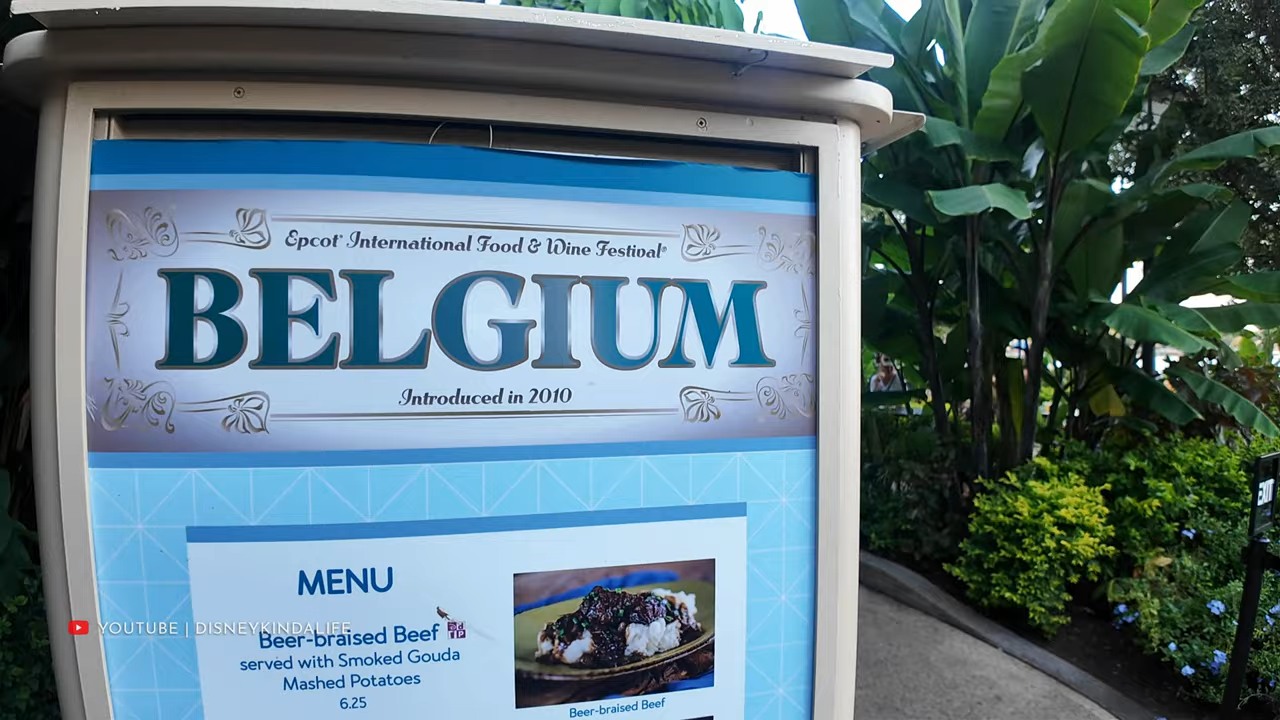 Epcot® International Food & Wine Festival®
BELGIUM
Introduced in 2010
MENU
Beer-braised Beef
served with Smoked Gouda
Mashed Potatoes
6.25
Beer-braised Beef
YOUTUBE | DISNEYKINDALIFE
EXIT